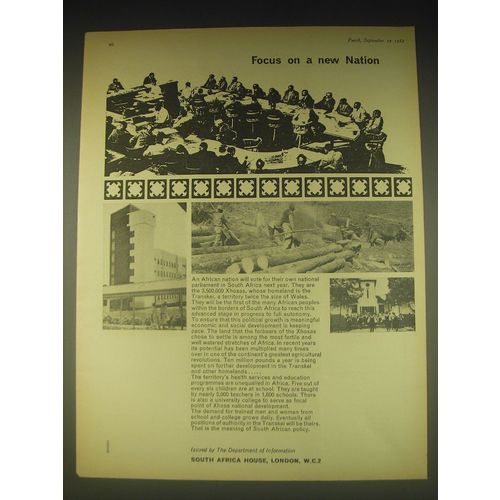 Punch, September 19 1962
Focus on a new Nation
An African nation will vote for their own national
parliament in South Africa next year. They are
the 3,500,000 Xhosas, whose homeland is the
Transkei, a territory twice the size of Wales.
They will be the first of the many African peoples
within the borders of South Africa to reach this
advanced stage in progress to full autonomy.
To ensure that this political growth is meaningful
economic and social development is keeping
pace. The land that the forbears of the Xhosas
chose to settle is among the most fertile and
well watered stretches of Africa. In recent years
its potential has been multiplied many times
over in one of the continent's greatest agricultural
revolutions. Ten million pounds a year is being
spent on further development in the Transkei
and other homelands.....
The territory's health services and education
programmes are unequalled in Africa. Five out of
every six children are at school. They are taught
by nearly 5,000 teachers in 1,800 schools. There
is also a university college to serve as focal
point of Xhosa national development.
The demand for trained men and women from
school and college grows daily. Eventually all
positions of authority in the Transkei will be theirs.
That is the meaning of South African policy.
Issued by The Department of Information
SOUTH AFRICA HOUSE, LONDON, W.C.2